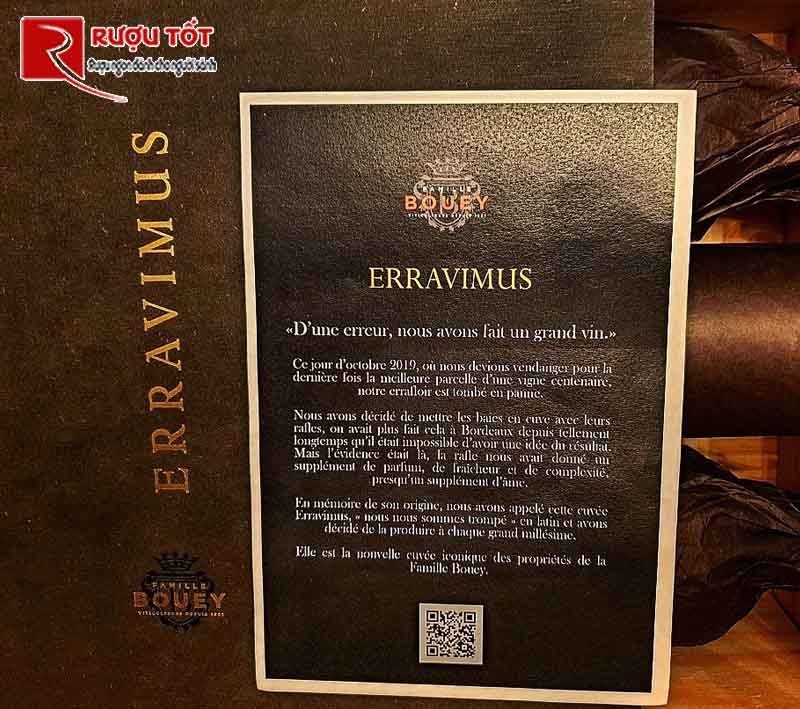 RƯỢU TỐT
ERRAVIMUS
FAMILLE
BOUEY
ERRAVIMUS
«D'une erreur, nous avons fait un grand vin.»
Ce jour d'octobre 2019, où nous devions vendanger pour la
dernière fois la meilleure parcelle d'une vigne centenaire,
notre érafloir est tombé en panne.
Nous avons décidé de mettre les baies en cuve avec leurs
rafles, on avait plus fait cela à Bordeaux depuis tellement
longtemps qu'il était impossible d'avoir une idée du résultat.
Mais l'évidence était là, la rafle nous avait donné un
supplément de parfum, de fraîcheur et de complexité,
presqu'un supplément d'âme.
En mémoire de son origine, nous avons appelé cette cuvée
Erravimus, « nous nous sommes trompé » en latin et avons
décidé de la produire à chaque grand millésime.
Elle est la nouvelle cuvée iconique des propriétés de la
Famille Bouey.
FAMILLE
BOUEY
VITICULTEURS DEPUIS 1821